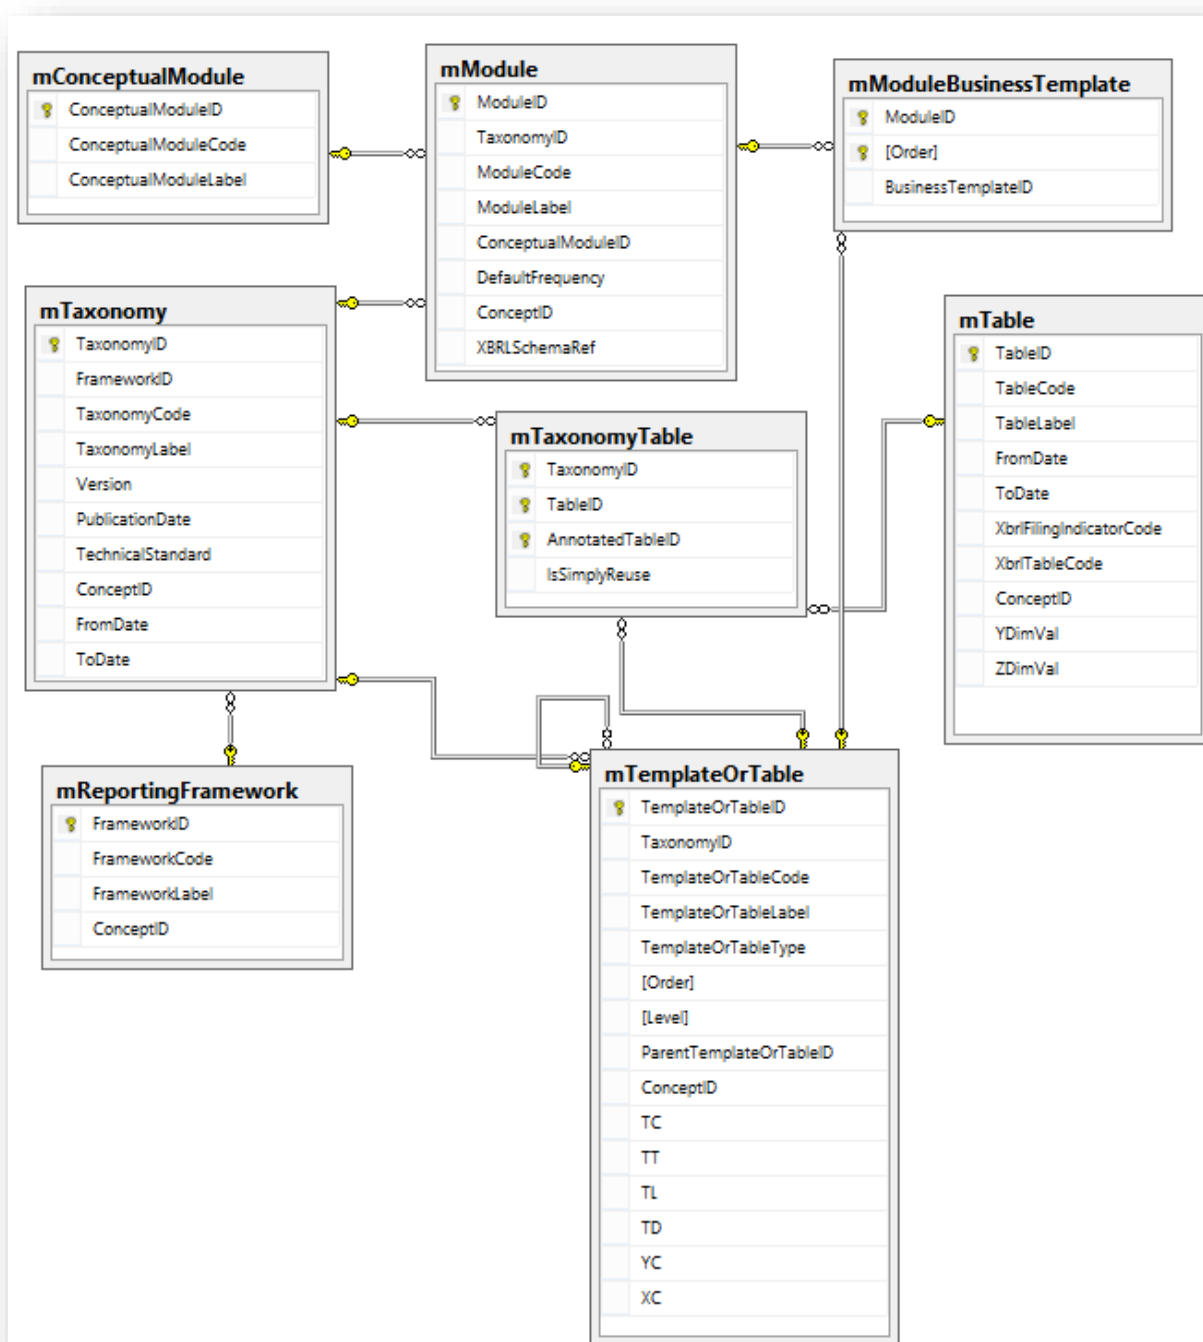 mConceptualModule
ConceptualModuleID
ConceptualModuleCode
ConceptualModuleLabel
mModule
ModuleID
TaxonomyID
ModuleCode
ModuleLabel
ConceptualModuleID
DefaultFrequency
ConceptID
XBRLSchemaRef
mModuleBusinessTemplate
ModuleID
[Order]
BusinessTemplateID
mTaxonomy
TaxonomyID
FrameworkID
TaxonomyCode
TaxonomyLabel
Version
PublicationDate
TechnicalStandard
ConceptID
FromDate
ToDate
mTaxonomyTable
TaxonomyID
TableID
AnnotatedTableID
IsSimplyReuse
mTable
TableID
TableCode
TableLabel
FromDate
ToDate
XbrlFilingIndicatorCode
XbrlTableCode
ConceptID
YDimVal
ZDimVal
mReportingFramework
FrameworkID
FrameworkCode
FrameworkLabel
ConceptID
mTemplateOrTable
TemplateOrTableID
TaxonomyID
TemplateOrTableCode
TemplateOrTableLabel
TemplateOrTableType
[Order]
[Level]
ParentTemplateOrTableID
ConceptID
TC
TT
TL
TD
YC
XC